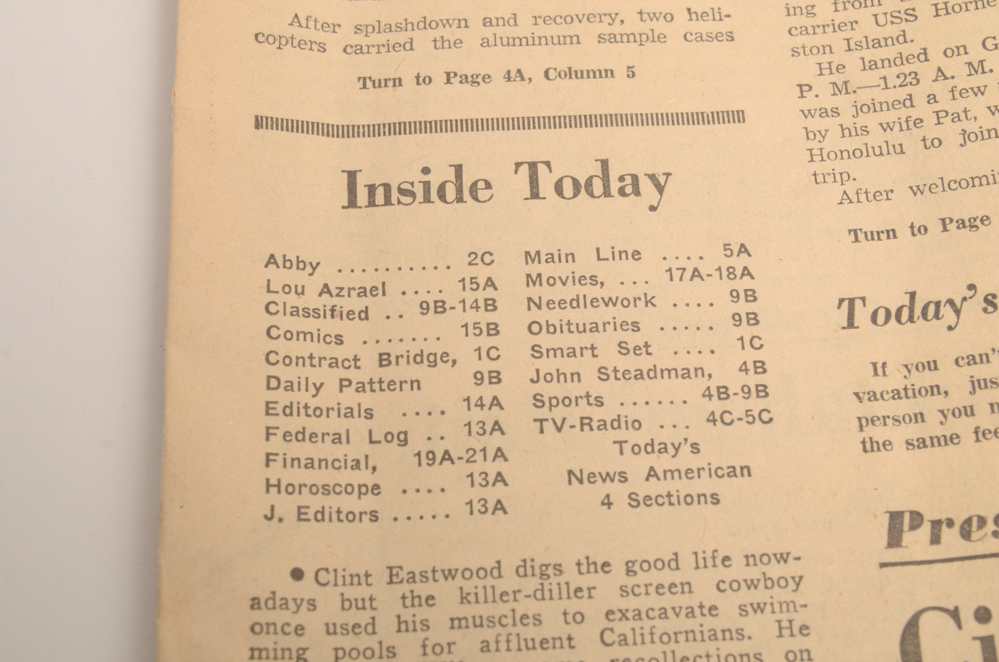 After splashdown and recovery, two heli-
copters carried the aluminum sample cases
Turn to Page 4A, Column 5
Inside Today
Abby .......... 2C
Lou Azrael .... 15A
Classified .. 9B-14B
Comics ....... 15B
Contract Bridge, 1C
Daily Pattern 9B
Editorials .... 14A
Federal Log .. 13A
Financial, 19A-21A
Horoscope .... 13A
J. Editors ..... 13A
Main Line .... 5A
Movies, ... 17A-18A
Needlework .... 9B
Obituaries ..... 9B
Smart Set .... 1C
John Steadman, 4B
Sports ...... 4B-9B
TV-Radio ... 4C-5C
Today's
News American
4 Sections
• Clint Eastwood digs the good life now-
adays but the killer-diller screen cowboy
once used his muscles to exacavate swim-
ming pools for affluent Californians. He
recollections on
ing from
carrier USS Horne
ston Island.
He landed on G
P. M.—1.23 A. M.
was joined a few
by his wife Pat, w
Honolulu to join
trip.
After welcomi
Turn to Page
Today's
If you can't
vacation, jus
person you m
the same fee
Pres
Ci